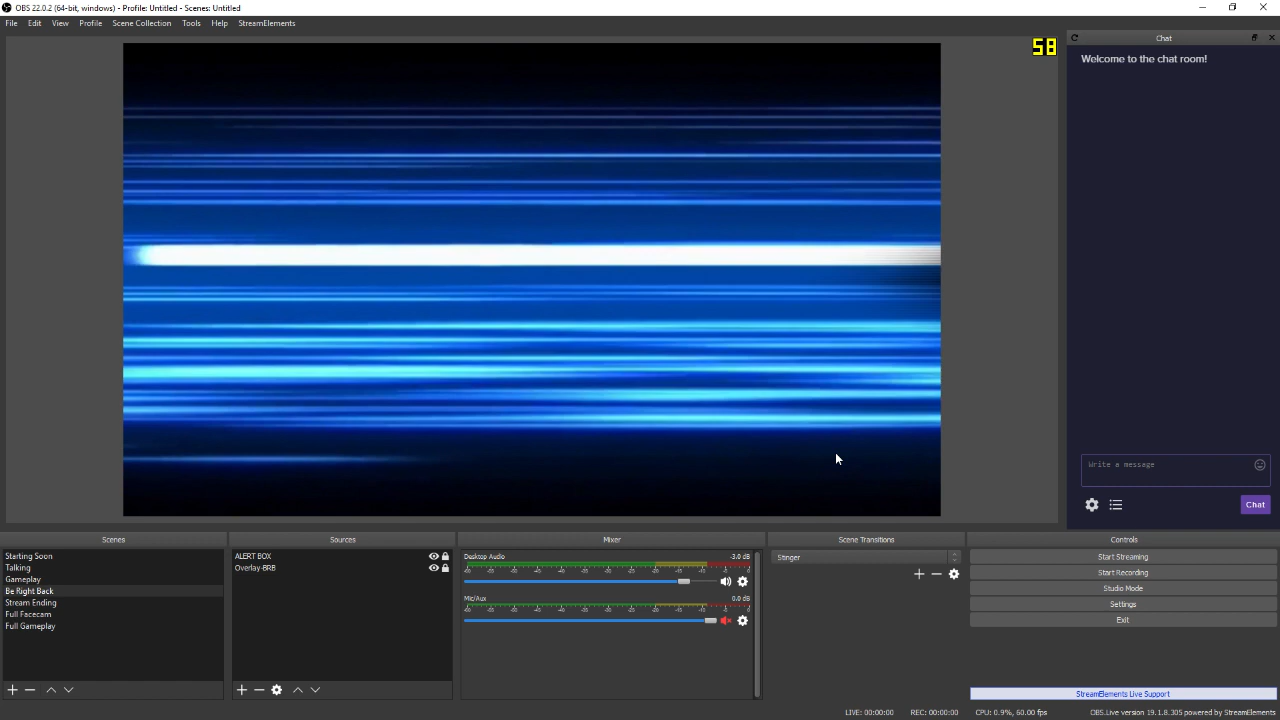 OBS 22.0.2 (64-bit, windows) - Profile: Untitled - Scenes: Untitled
File Edit View Profile Scene Collection Tools Help StreamElements
58
Chat
Welcome to the chat room!
Write a message
Chat
Scenes
Starting Soon
Talking
Gameplay
Be Right Back
Stream Ending
Full Facecam
Full Gameplay
Sources
ALERT BOX
Overlay-BRB
Mixer
Desktop Audio -3.0 dB
Mic/Aux 0.0 dB
Scene Transitions
Stinger
Controls
Start Streaming
Start Recording
Studio Mode
Settings
Exit
StreamElements Live Support
LIVE: 00:00:00 REC: 00:00:00 CPU: 0.9%, 60.00 fps OBS.Live version 19.1.8.305 powered by StreamElements